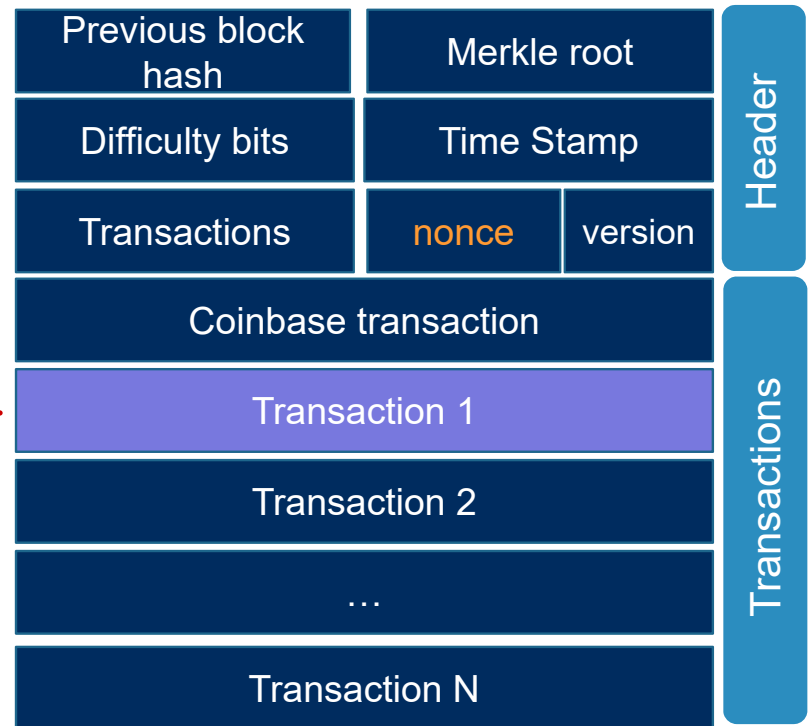 Previous block
hash
Merkle root
Header
Difficulty bits
Time Stamp
Transactions
nonce
version
Coinbase transaction
Transactions
Transaction 1
Transaction 2
…
Transaction N